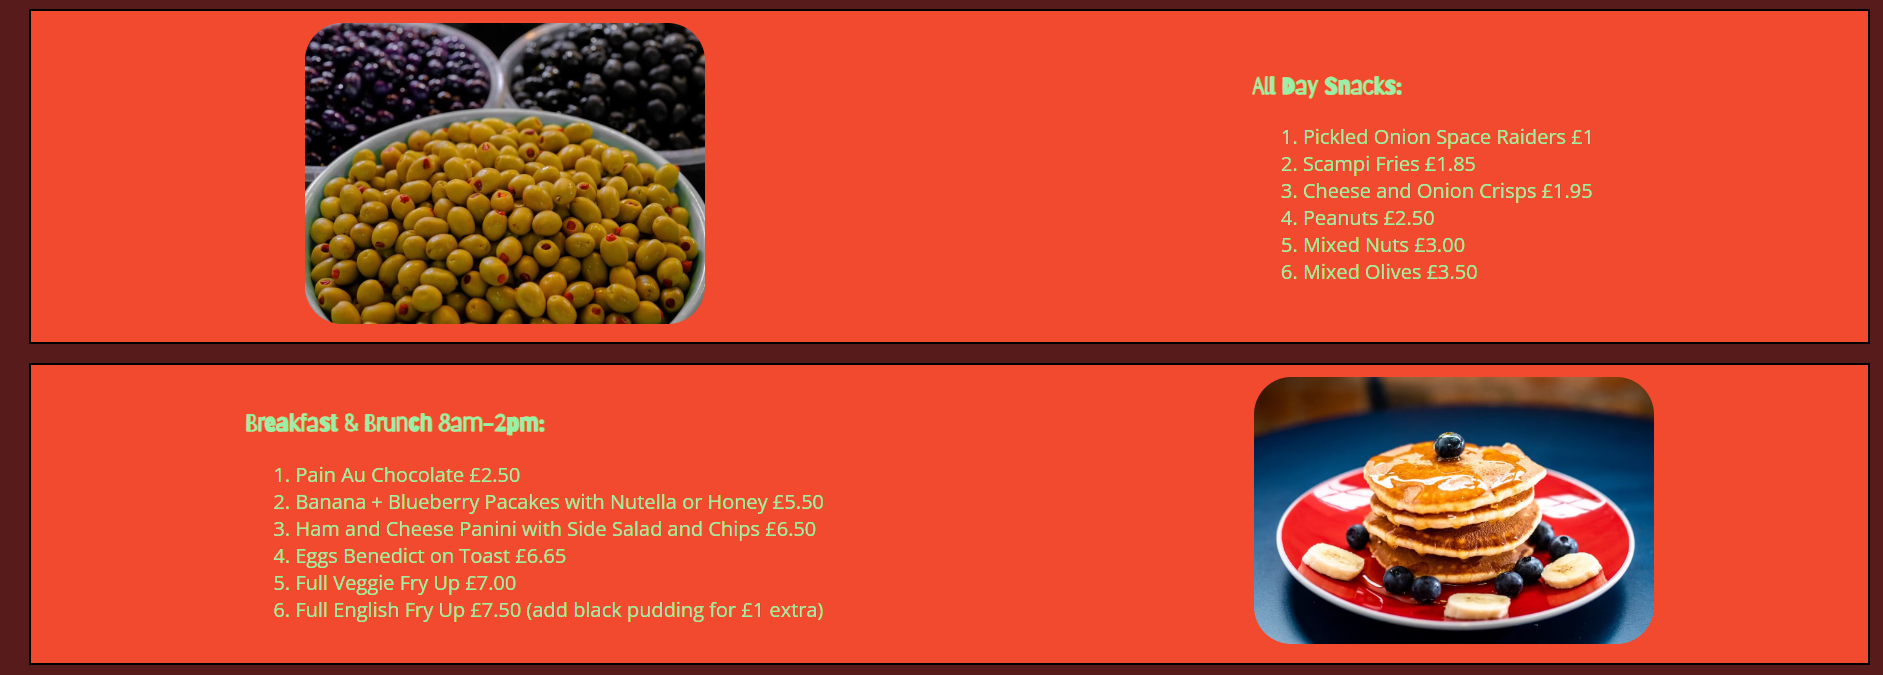 All Day Snacks:
1. Pickled Onion Space Raiders £1
2. Scampi Fries £1.85
3. Cheese and Onion Crisps £1.95
4. Peanuts £2.50
5. Mixed Nuts £3.00
6. Mixed Olives £3.50
Breakfast & Brunch 8am-2pm:
1. Pain Au Chocolate £2.50
2. Banana + Blueberry Pacakes with Nutella or Honey £5.50
3. Ham and Cheese Panini with Side Salad and Chips £6.50
4. Eggs Benedict on Toast £6.65
5. Full Veggie Fry Up £7.00
6. Full English Fry Up £7.50 (add black pudding for £1 extra)